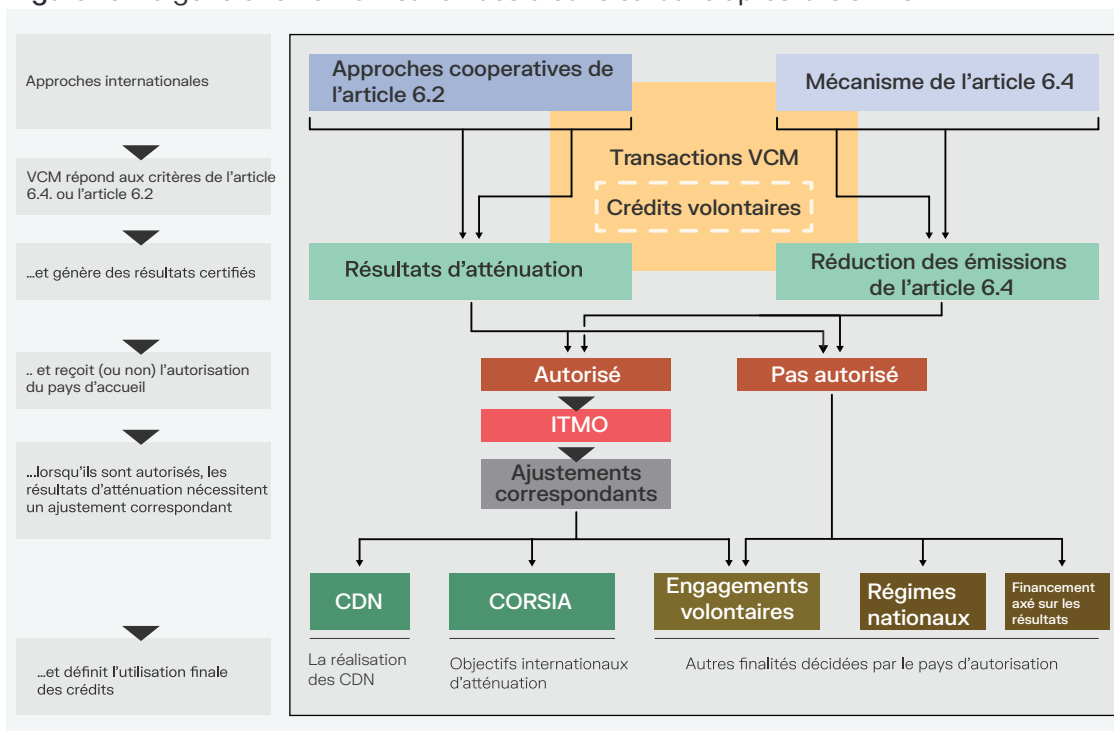 Approches internationales
VCM répond aux critères de l'article
6.4. ou l'article 6.2
...et génère des résultats certifiés
.. et reçoit (ou non) l'autorisation
du pays d'accueil
...lorsqu'ils sont autorisés, les
résultats d'atténuation nécessitent
un ajustement correspondant
...et définit l'utilisation finale
des crédits
Approches cooperatives de
l'article 6.2
Mécanisme de l'article 6.4
Transactions VCM
Crédits volontaires
Résultats d'atténuation
Réduction des émissions
de l'article 6.4
Autorisé
Pas autorisé
ITMO
Ajustements
correspondants
CDN
CORSIA
Engagements
volontaires
Régimes
nationaux
Financement
axé sur les
résultats
La réalisation
des CDN
Objectifs internationaux
d'atténuation
Autres finalités décidées par le pays d'autorisation